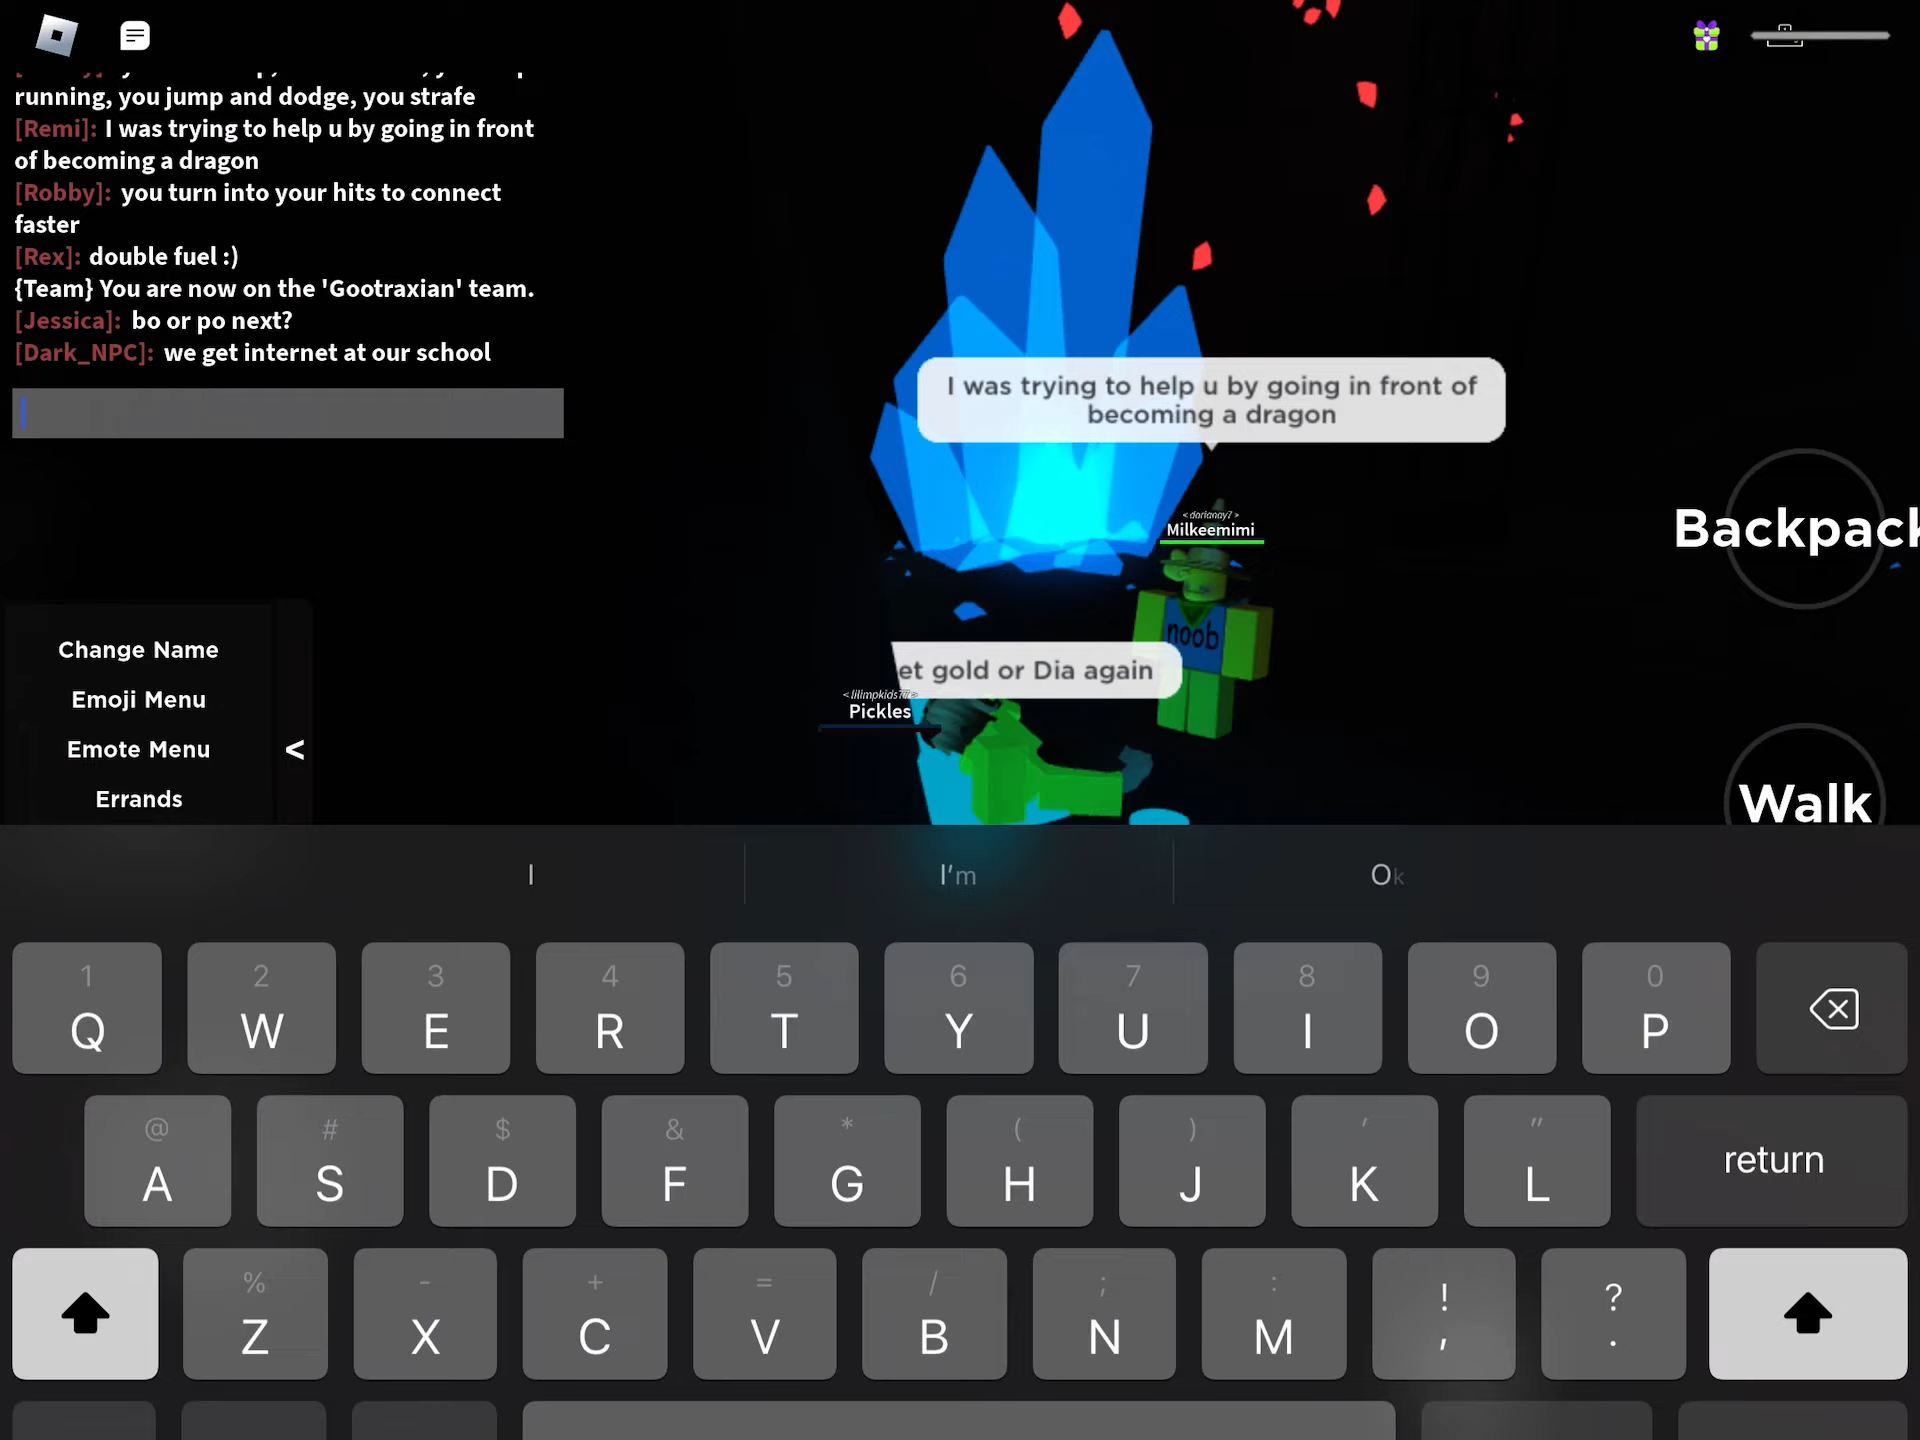 running, you jump and dodge, you strafe
[Remi]: I was trying to help u by going in front
of becoming a dragon
[Robby]: you turn into your hits to connect
faster
[Rex]: double fuel :)
{Team} You are now on the 'Gootraxian' team.
[Jessica]: bo or po next?
[Dark_NPC]: we get internet at our school
I was trying to help u by going in front of
becoming a dragon
Backpack
< darianay7 >
Milkeemimi
noob
et gold or Dia again
Pickles
Change Name
Emoji Menu
Emote Menu
<
Errands
Walk
I
I'm
Ok
1 2 3 4 5 6 7 8 9 0
Q W E R T Y U I O P
@ # $ & * ( ) ' "
A S D F G H J K L return
% - + = / ; : ! ?
Z X C V B N M , .